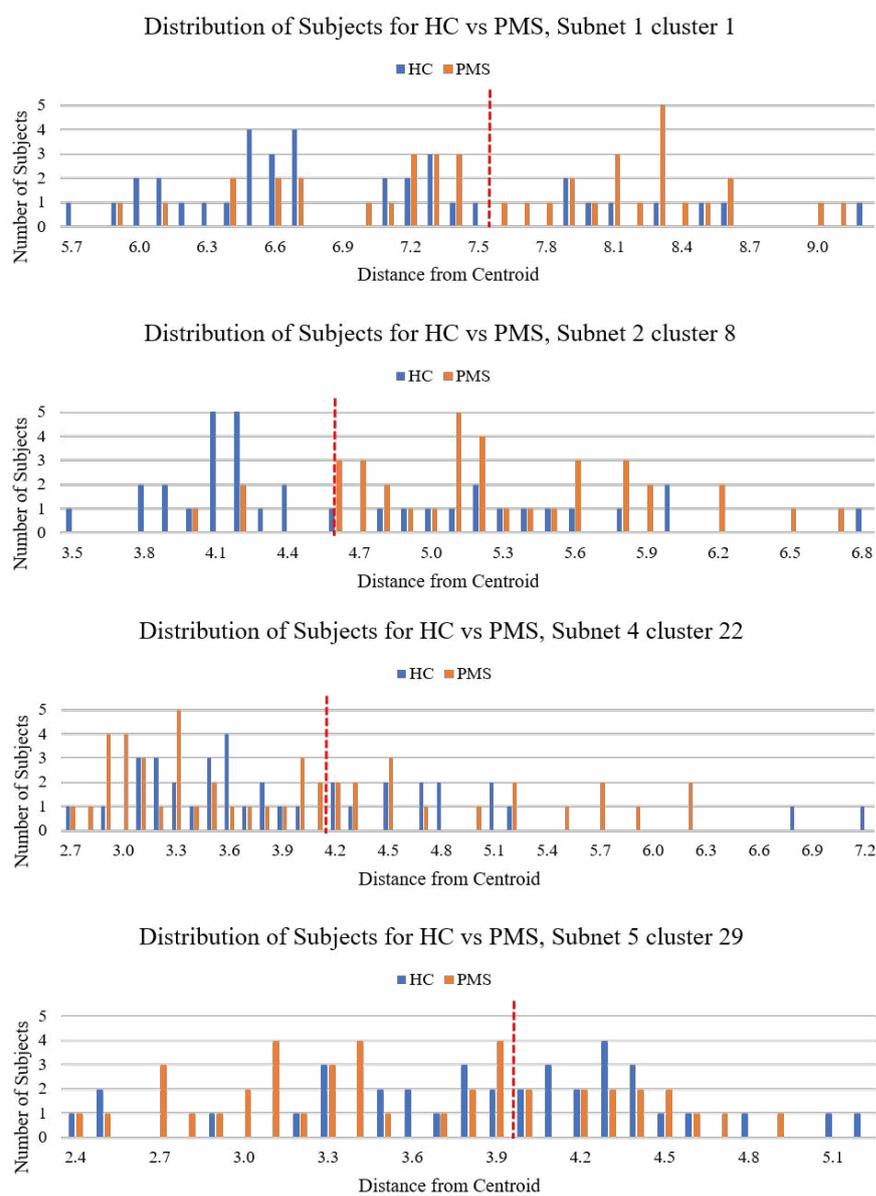 Distribution of Subjects for HC vs PMS, Subnet 1 cluster 1
HC PMS
Number of Subjects
5
4
3
2
1
0
5.7 6.0 6.3 6.6 6.9 7.2 7.5 7.8 8.1 8.4 8.7 9.0
Distance from Centroid
Distribution of Subjects for HC vs PMS, Subnet 2 cluster 8
HC PMS
Number of Subjects
5
4
3
2
1
0
3.5 3.8 4.1 4.4 4.7 5.0 5.3 5.6 5.9 6.2 6.5 6.8
Distance from Centroid
Distribution of Subjects for HC vs PMS, Subnet 4 cluster 22
HC PMS
Number of Subjects
5
4
3
2
1
0
2.7 3.0 3.3 3.6 3.9 4.2 4.5 4.8 5.1 5.4 5.7 6.0 6.3 6.6 6.9 7.2
Distance from Centroid
Distribution of Subjects for HC vs PMS, Subnet 5 cluster 29
HC PMS
Number of Subjects
5
4
3
2
1
0
2.4 2.7 3.0 3.3 3.6 3.9 4.2 4.5 4.8 5.1
Distance from Centroid